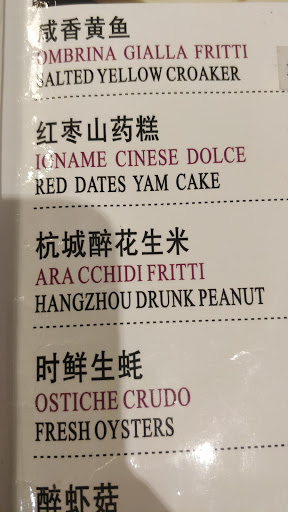 咸香黄鱼
OMBRINA GIALLA FRITTI
SALTED YELLOW CROAKER
红枣山药糕
IGNAME CINESE DOLCE
RED DATES YAM CAKE
杭城醉花生米
ARA CCHIDI FRITTI
HANGZHOU DRUNK PEANUT
时鲜生蚝
OSTICHE CRUDO
FRESH OYSTERS
醉虾菇